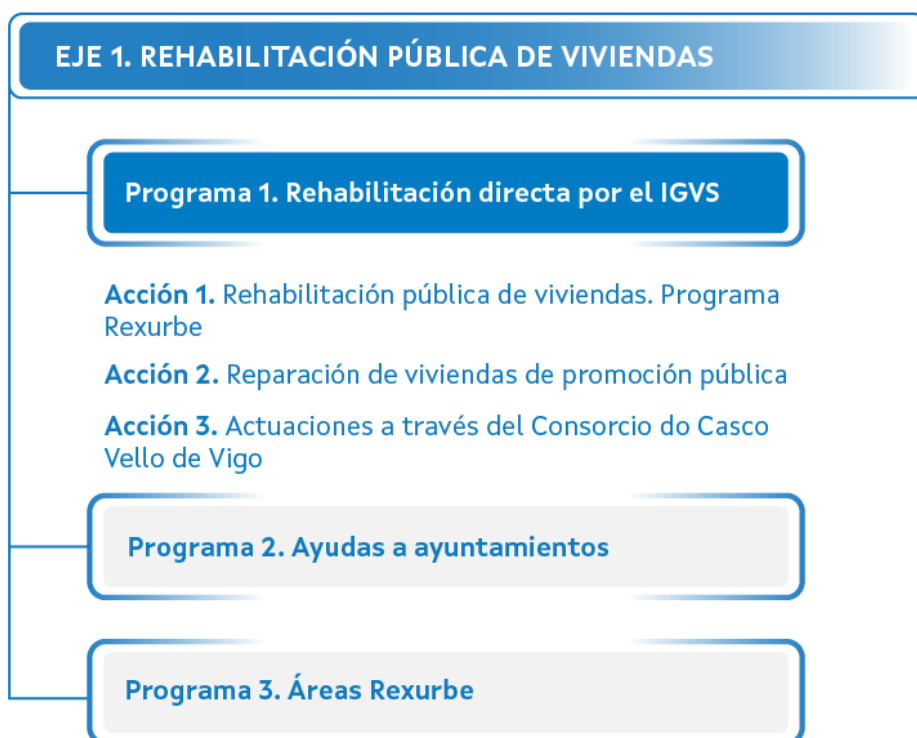 EJE 1. REHABILITACIÓN PÚBLICA DE VIVIENDAS
Programa 1. Rehabilitación directa por el IGVS
Acción 1. Rehabilitación pública de viviendas. Programa
Rexurbe
Acción 2. Reparación de viviendas de promoción pública
Acción 3. Actuaciones a través del Consorcio do Casco
Vello de Vigo
Programa 2. Ayudas a ayuntamientos
Programa 3. Áreas Rexurbe